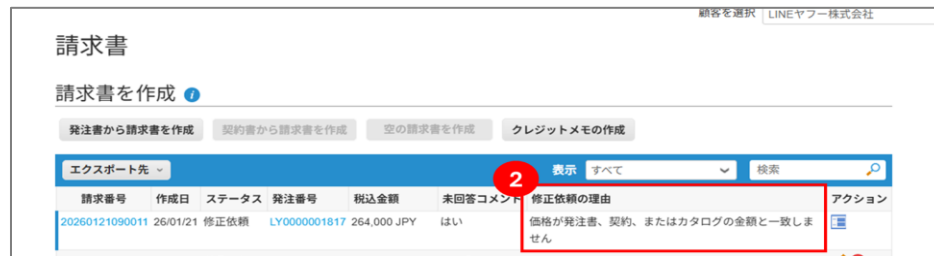 顧客を選択 LINEヤフー株式会社
請求書
請求書を作成
発注書から請求書を作成 契約書から請求書を作成 空の請求書を作成 クレジットメモの作成
エクスポート先 表示 すべて 検索
2
請求番号 作成日 ステータス 発注番号 税込金額 未回答コメント 修正依頼の理由 アクション
20260121090011 26/01/21 修正依頼 LY0000001817 264,000 JPY はい 価格が発注書、契約、またはカタログの金額と一致しま
せん